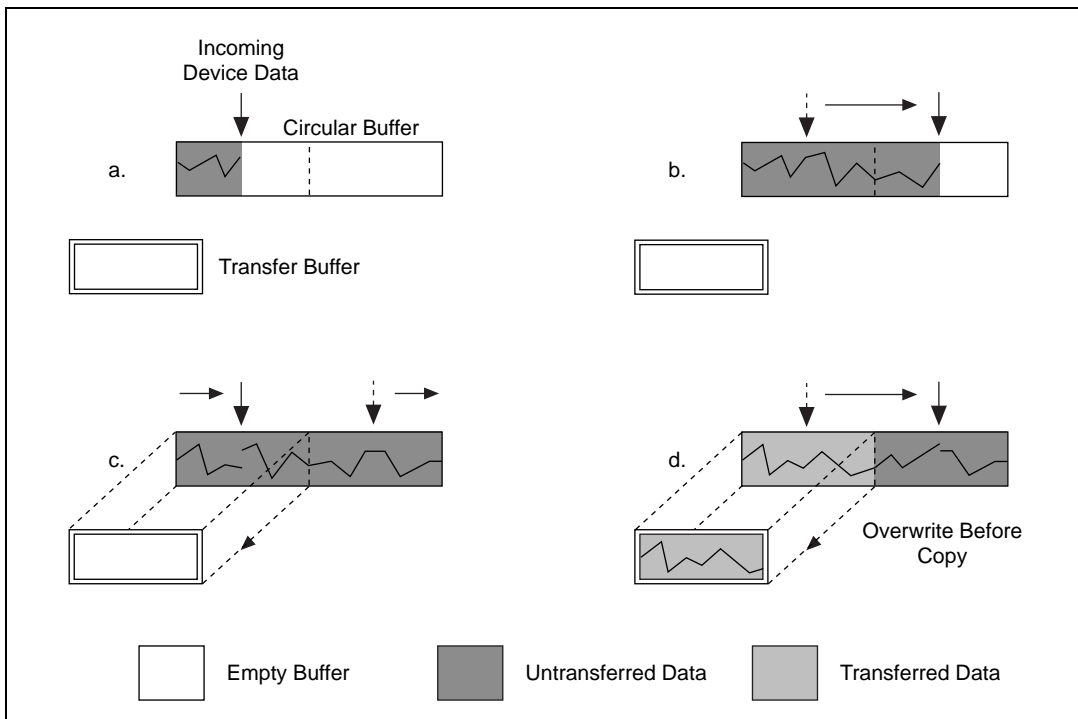 Incoming
Device Data
Circular Buffer
a.
b.
Transfer Buffer
c.
d.
Overwrite Before
Copy
Empty Buffer
Untransferred Data
Transferred Data